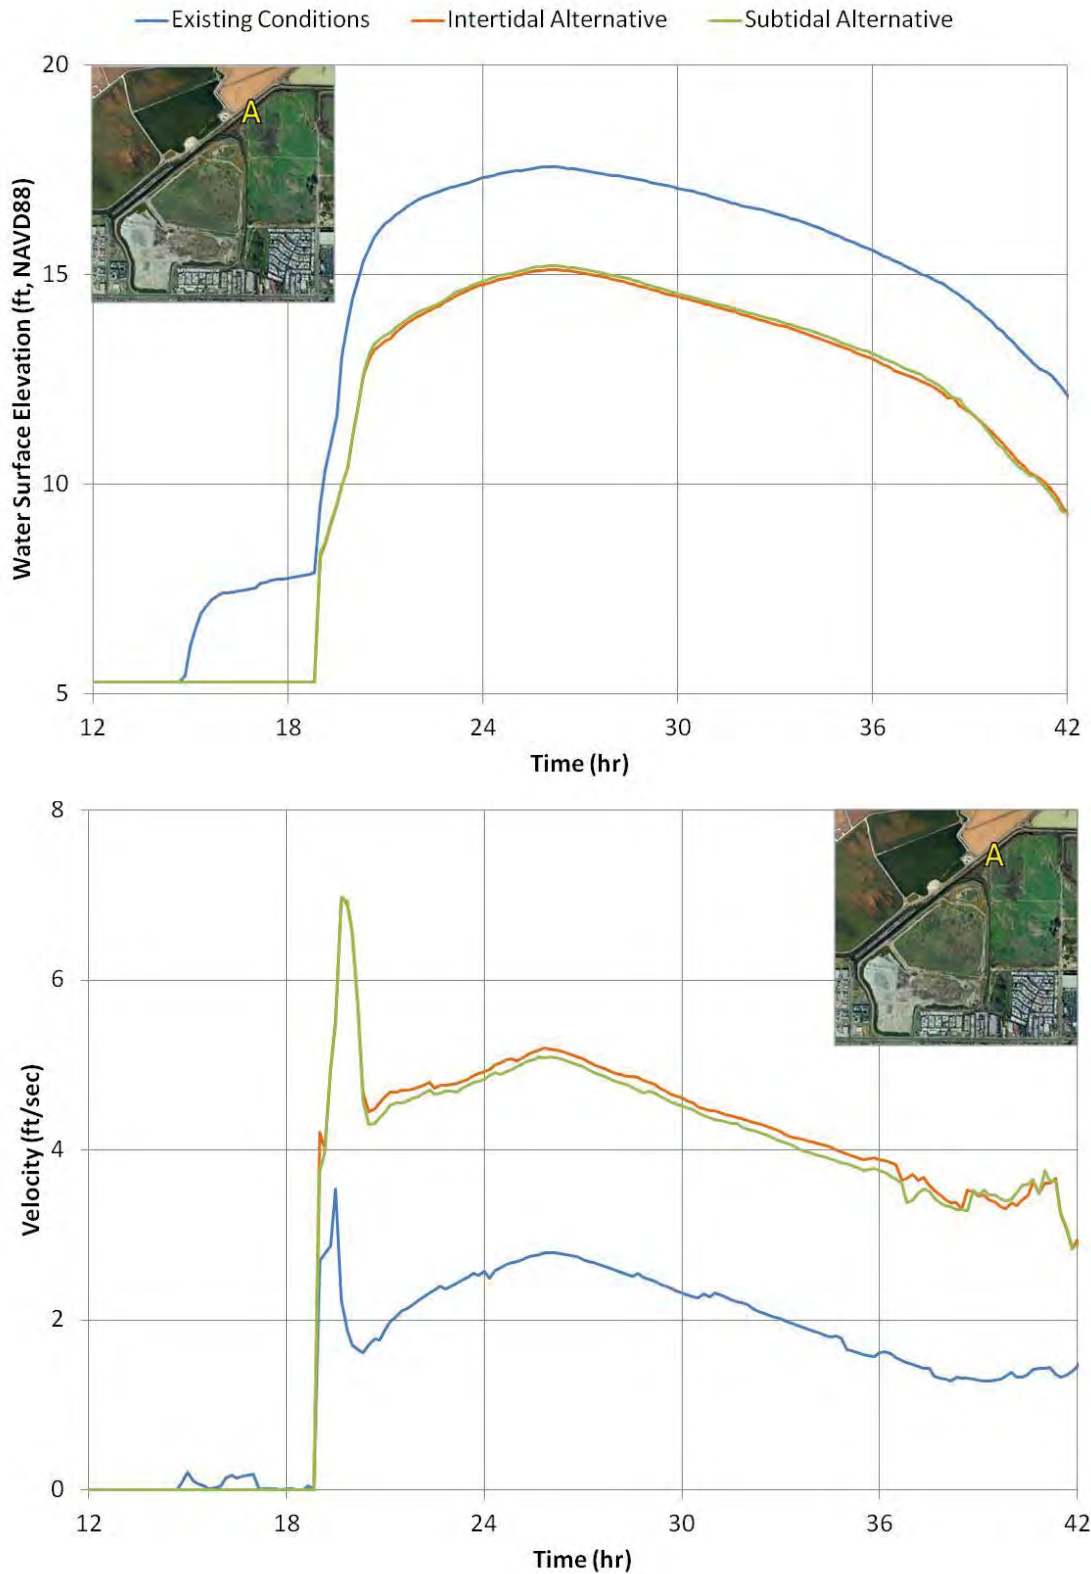 Existing Conditions Intertidal Alternative Subtidal Alternative
20
15
10
5
Water Surface Elevation (ft, NAVD88)
A
12 18 24 30 36 42
Time (hr)
8
6
4
2
0
Velocity (ft/sec)
A
12 18 24 30 36 42
Time (hr)